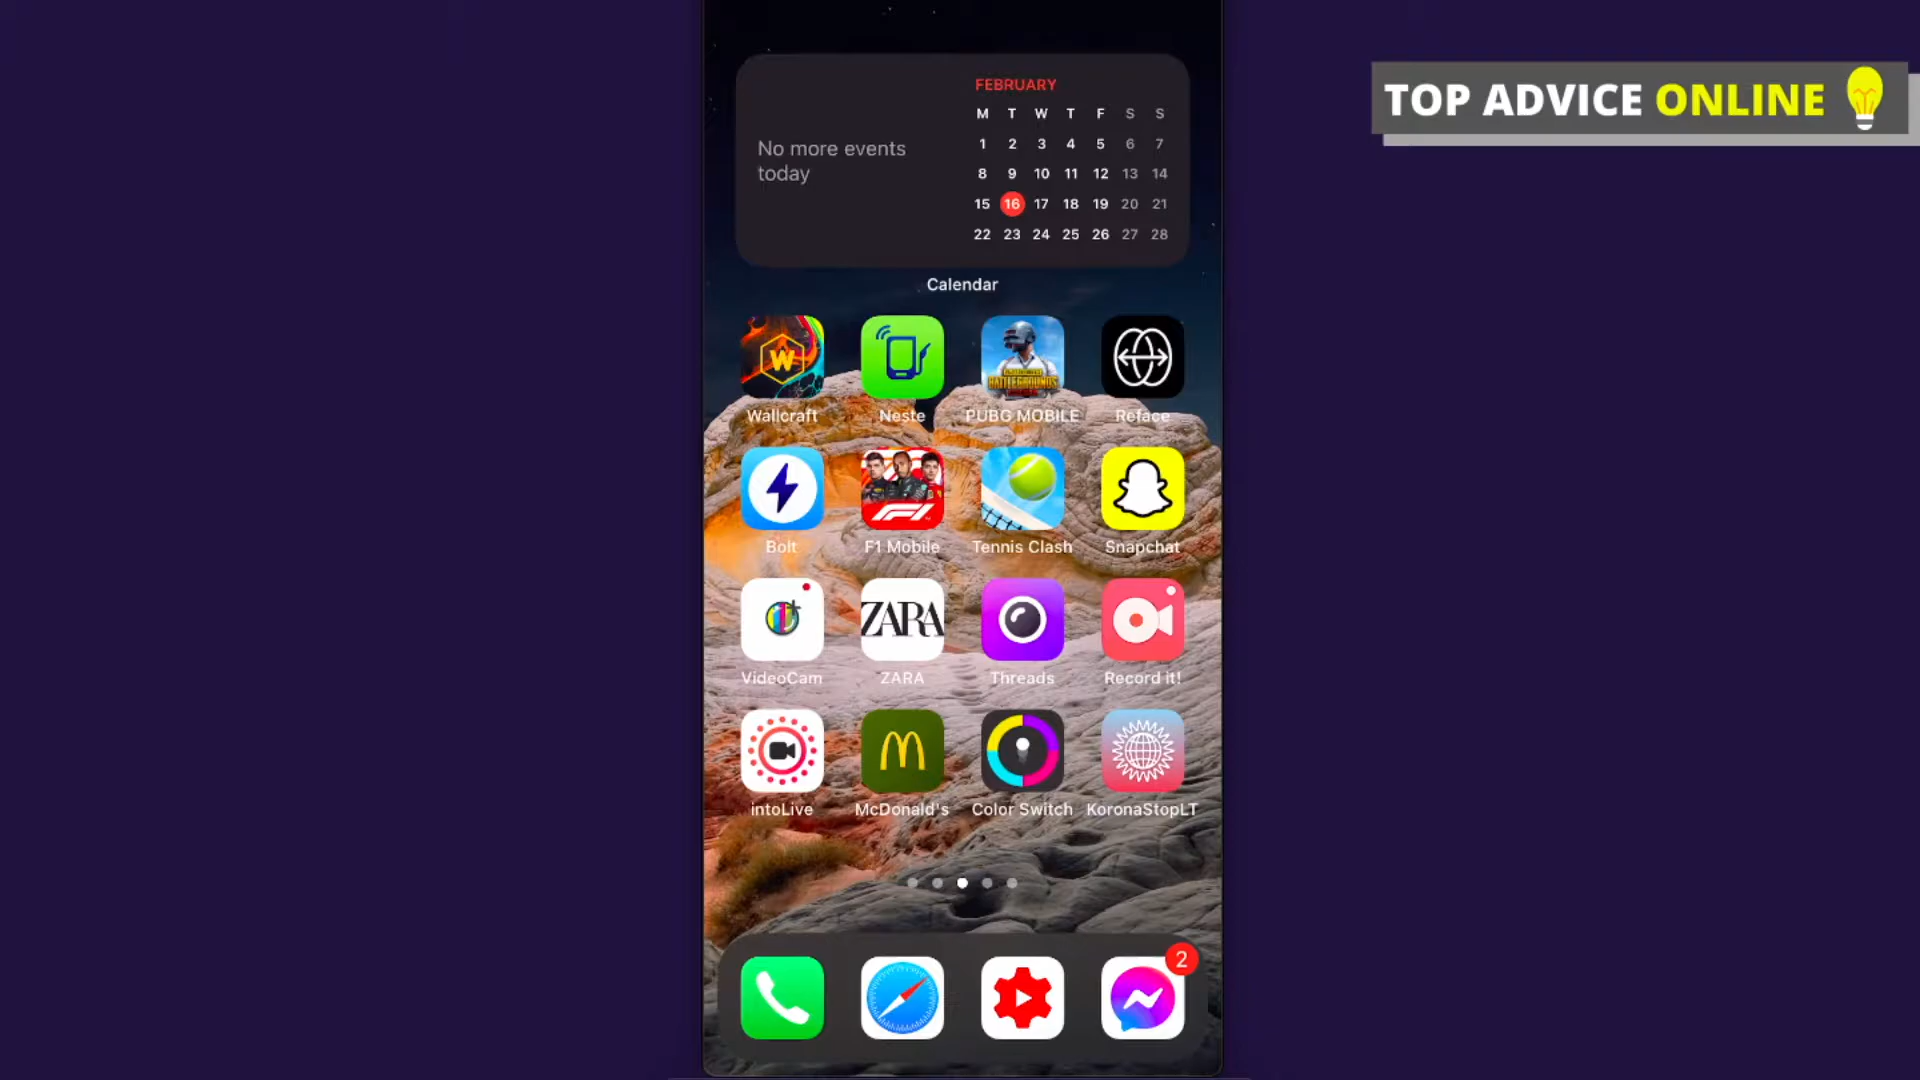 TOP ADVICE ONLINE
FEBRUARY
M T W T F S S
1 2 3 4 5 6 7
No more events
today
8 9 10 11 12 13 14
15 16 17 18 19 20 21
22 23 24 25 26 27 28
Calendar
W
BATTLEGROUNDS
Wallcraft Neste PUBG MOBILE Reface
F1
Bolt F1 Mobile Tennis Clash Snapchat
ZARA
VideoCam ZARA Threads Record it!
intoLive McDonald's Color Switch KoronaStopLT
2